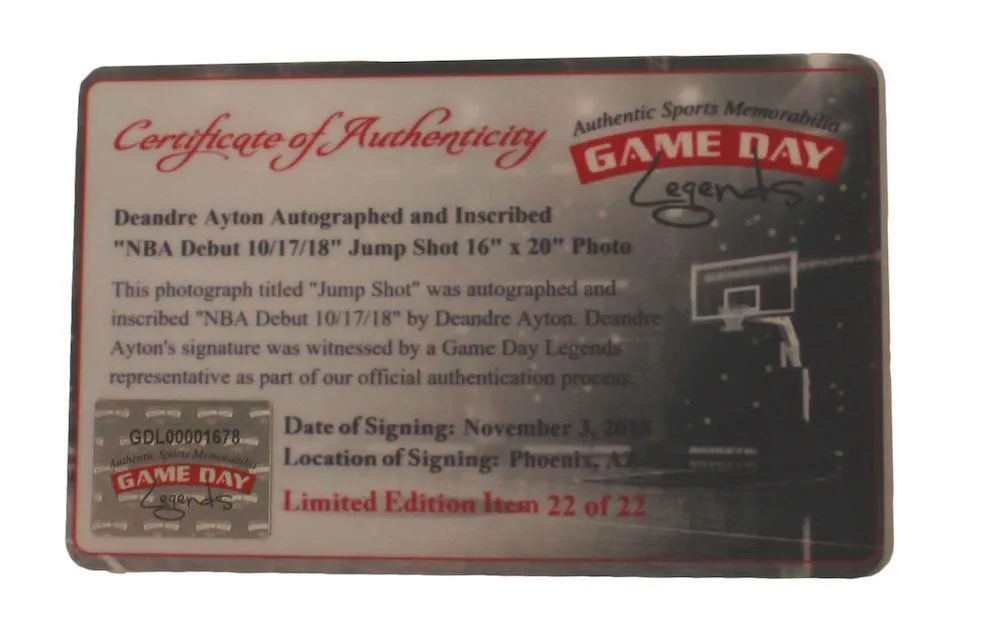 Certificate of Authenticity
Authentic Sports Memorabilia
GAME DAY
Legends
Deandre Ayton Autographed and Inscribed
"NBA Debut 10/17/18" Jump Shot 16" x 20" Photo
This photograph titled "Jump Shot" was autographed and
inscribed "NBA Debut 10/17/18" by Deandre Ayton. Deandre
Ayton's signature was witnessed by a Game Day Legends
representative as part of our official authentication process.
GDL00001678
Authentic Sports Memorabilia
GAME DAY
Legends
Date of Signing: November 3, 2018
Location of Signing: Phoenix, AZ
Limited Edition Item 22 of 22